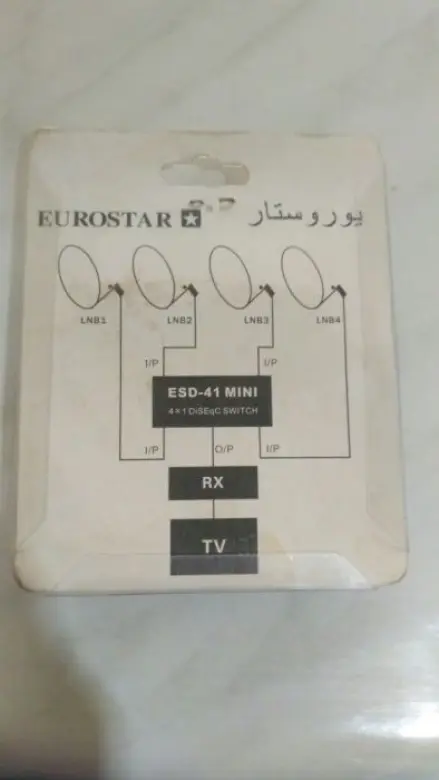 EUROSTAR يوروستار
LNB1 LNB2 LNB3 LNB4
I/P I/P
ESD-41 MINI
4×1 DiSEqC SWITCH
I/P O/P I/P
RX
TV